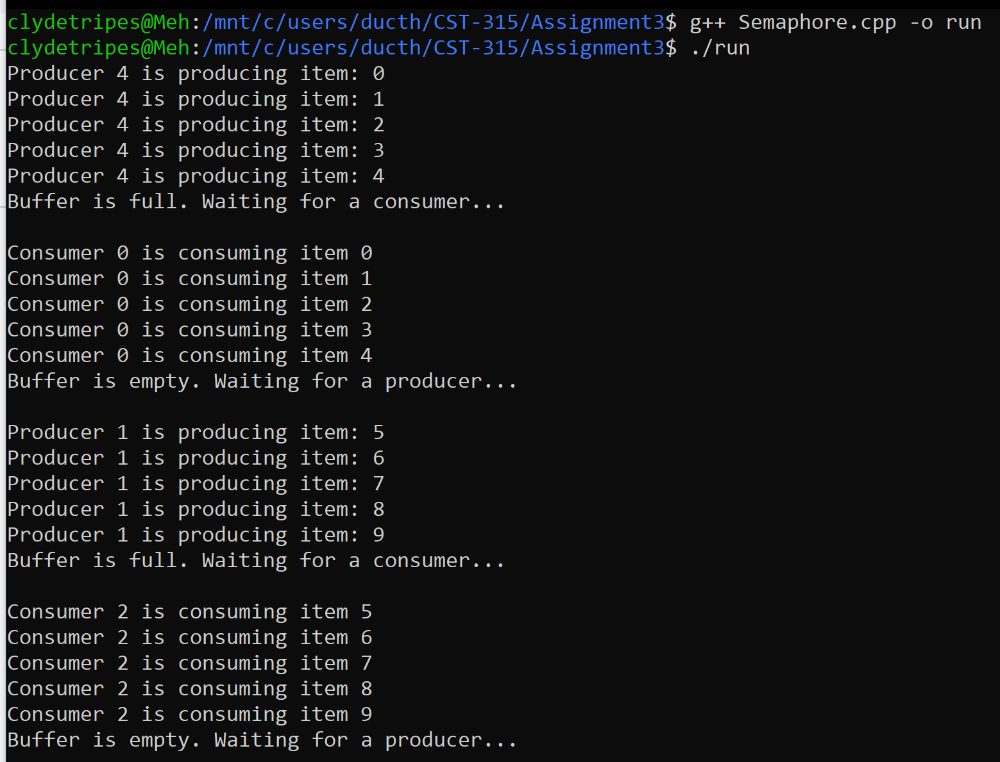 clydetripes@Meh:/mnt/c/users/ducth/CST-315/Assignment3$ g++ Semaphore.cpp -o run
clydetripes@Meh:/mnt/c/users/ducth/CST-315/Assignment3$ ./run
Producer 4 is producing item: 0
Producer 4 is producing item: 1
Producer 4 is producing item: 2
Producer 4 is producing item: 3
Producer 4 is producing item: 4
Buffer is full. Waiting for a consumer...

Consumer 0 is consuming item 0
Consumer 0 is consuming item 1
Consumer 0 is consuming item 2
Consumer 0 is consuming item 3
Consumer 0 is consuming item 4
Buffer is empty. Waiting for a producer...

Producer 1 is producing item: 5
Producer 1 is producing item: 6
Producer 1 is producing item: 7
Producer 1 is producing item: 8
Producer 1 is producing item: 9
Buffer is full. Waiting for a consumer...

Consumer 2 is consuming item 5
Consumer 2 is consuming item 6
Consumer 2 is consuming item 7
Consumer 2 is consuming item 8
Consumer 2 is consuming item 9
Buffer is empty. Waiting for a producer...